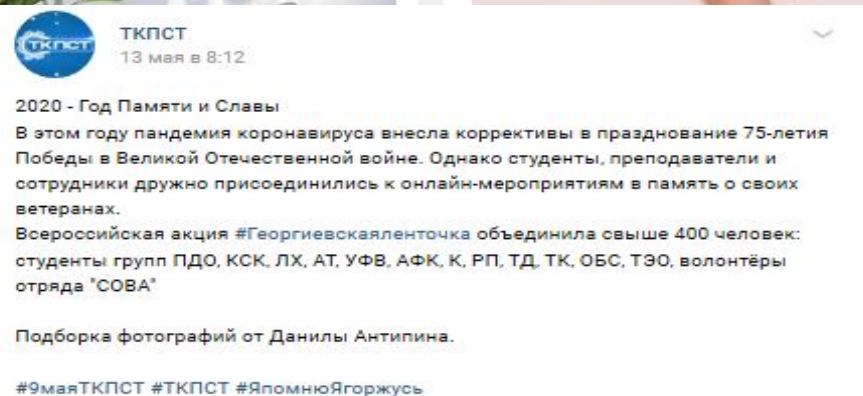 ТКПСТ
ТКПСТ
13 мая в 8:12
2020 - Год Памяти и Славы
В этом году пандемия коронавируса внесла коррективы в празднование 75-летия
Победы в Великой Отечественной войне. Однако студенты, преподаватели и
сотрудники дружно присоединились к онлайн-мероприятиям в память о своих
ветеранах.
Всероссийская акция #Георгиевскаяленточка объединила свыше 400 человек:
студенты групп ПДО, КСК, ЛХ, АТ, УФВ, АФК, К, РП, ТД, ТК, ОБС, ТЭО, волонтёры
отряда "СОВА"
Подборка фотографий от Данилы Антипина.
#9маяТКПСТ #ТКПСТ #ЯпомнюЯгоржусь